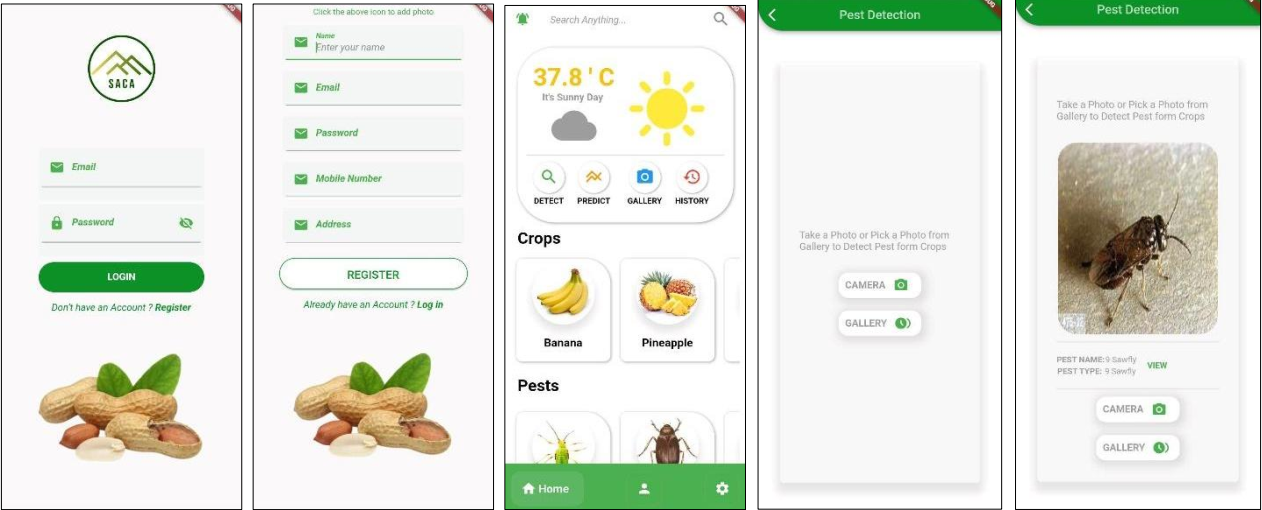 SACA
Email
Password
LOGIN
Don't have an Account ? Register
Click the above icon to add photo.
Name
Enter your name
Email
Password
Mobile Number
Address
REGISTER
Already have an Account ? Log in
Search Anything...
37.8 ' C
It's Sunny Day
DETECT PREDICT GALLERY HISTORY
Crops
Banana Pineapple
Pests
Home
Pest Detection
Take a Photo or Pick a Photo from
Gallery to Detect Pest form Crops
CAMERA
GALLERY
Pest Detection
Take a Photo or Pick a Photo from
Gallery to Detect Pest form Crops
PEST NAME:9 Sawfly
PEST TYPE: 9 Sawfly
VIEW
CAMERA
GALLERY